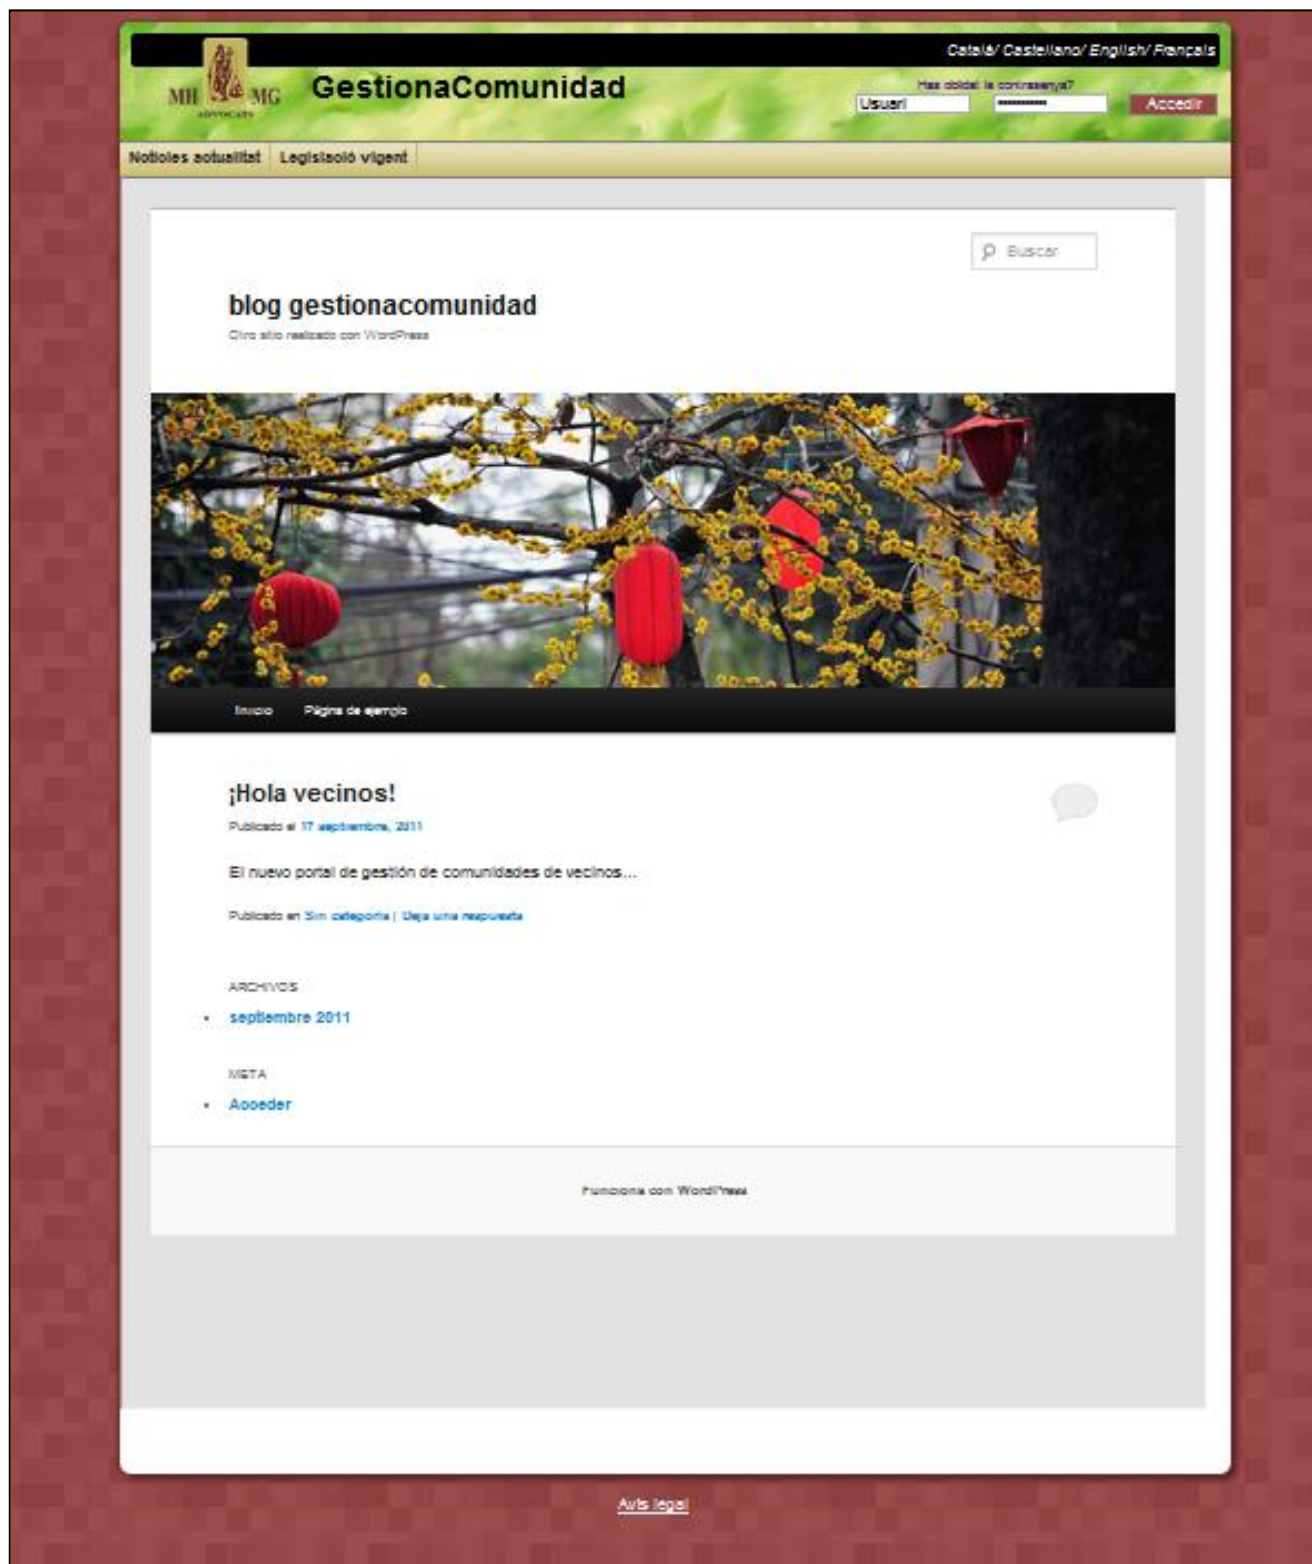 Català/ Castellano/ English/ Français
MH MG
ADVOCATS
GestionaComunidad
Has oblidat la contrasenya?
Usuari
Accedir
Notícies actualitat
Legislació vigent
Buscar
blog gestionacomunidad
Otro sitio realizado con WordPress
Inicio
Página de ejemplo
¡Hola vecinos!
Publicado el 17 septiembre, 2011
El nuevo portal de gestión de comunidades de vecinos...
Publicado en Sin categoría | Deja una respuesta
ARCHIVOS
septiembre 2011
META
Acceder
Funciona con WordPress
Avís legal